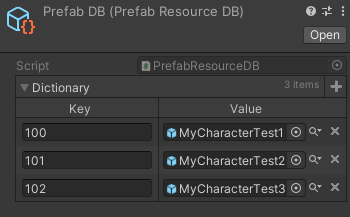 Prefab DB (Prefab Resource DB)
Open
Script PrefabResourceDB
Dictionary 3 items
Key Value
100 MyCharacterTest1
101 MyCharacterTest2
102 MyCharacterTest3